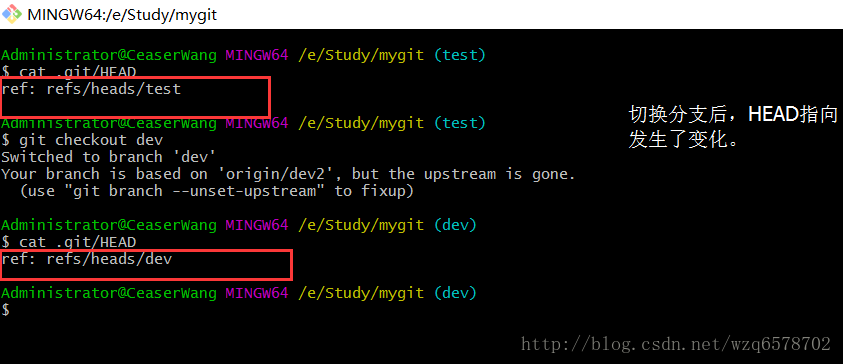 MINGW64:/e/Study/mygit
Administrator@CeaserWang MINGW64 /e/Study/mygit (test)
$ cat .git/HEAD
ref: refs/heads/test
Administrator@CeaserWang MINGW64 /e/Study/mygit (test)
$ git checkout dev
Switched to branch 'dev'
Your branch is based on 'origin/dev2', but the upstream is gone.
(use "git branch --unset-upstream" to fixup)
Administrator@CeaserWang MINGW64 /e/Study/mygit (dev)
$ cat .git/HEAD
ref: refs/heads/dev
Administrator@CeaserWang MINGW64 /e/Study/mygit (dev)
$
切换分支后，HEAD指向
发生了变化。
http://blog.csdn.net/wzq6578702